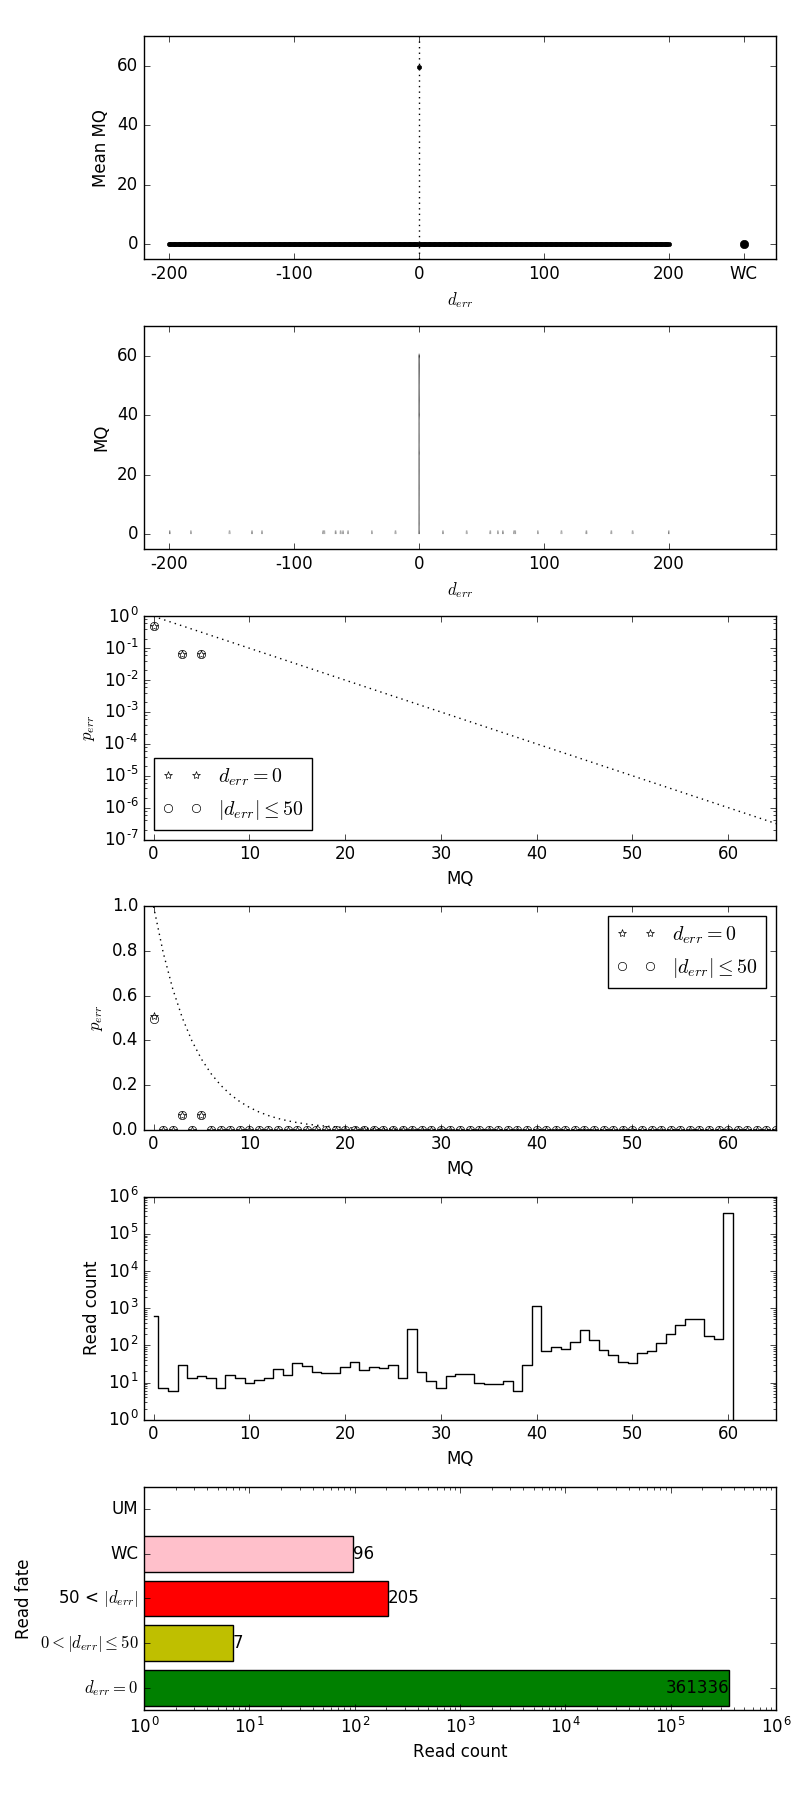 60
40
20
0
Mean MQ
-200 -100 0 100 200 WC
d_err
60
40
20
0
MQ
-200 -100 0 100 200
d_err
10^0
10^-1
10^-2
10^-3
10^-4
10^-5
10^-6
10^-7
p_err
d_err = 0
|d_err| ≤ 50
0 10 20 30 40 50 60
MQ
1.0
0.8
0.6
0.4
0.2
0.0
p_err
d_err = 0
|d_err| ≤ 50
0 10 20 30 40 50 60
MQ
10^6
10^5
10^4
10^3
10^2
10^1
10^0
Read count
0 10 20 30 40 50 60
MQ
Read fate
UM
WC 96
50 < |d_err| 205
0 < |d_err| ≤ 50 7
d_err = 0 361336
10^0 10^1 10^2 10^3 10^4 10^5 10^6
Read count